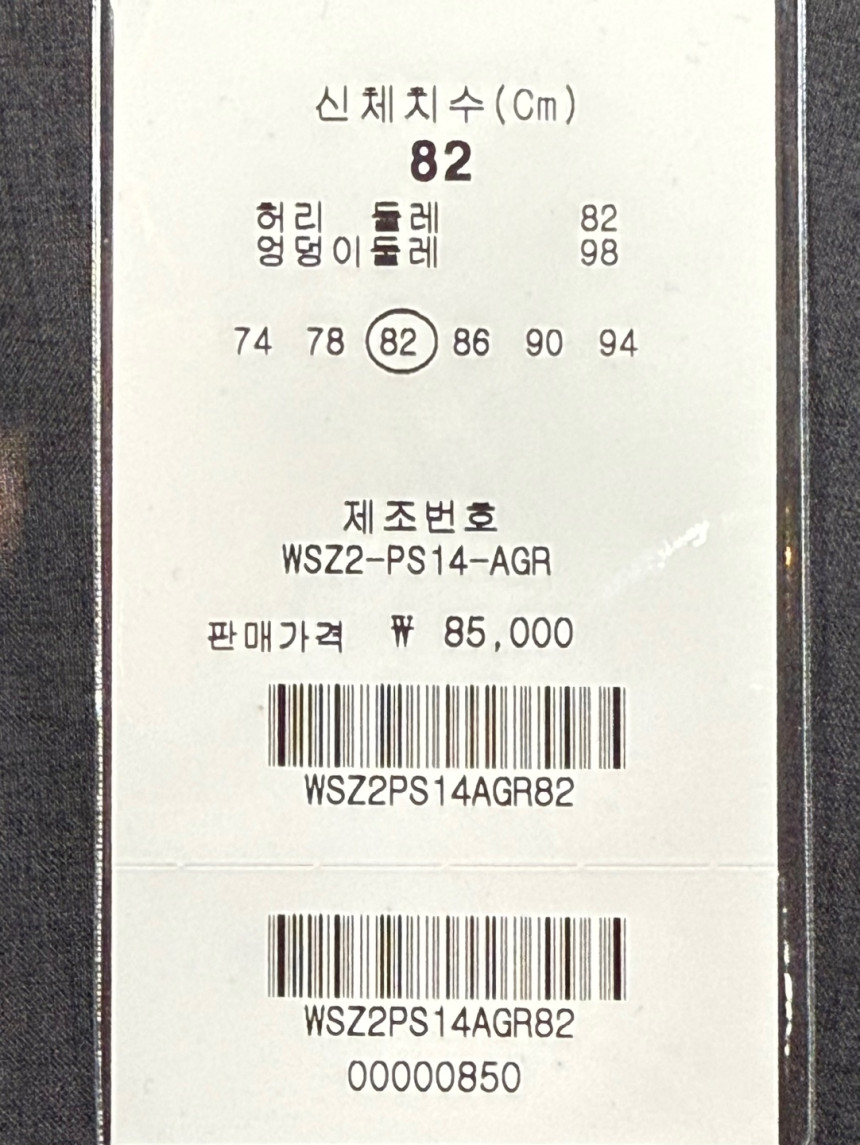 신체치수(Cm)
82
허리 둘레 82
엉덩이둘레 98
74 78 82 86 90 94
제조번호
WSZ2-PS14-AGR
판매가격 ₩ 85,000
WSZ2PS14AGR82
WSZ2PS14AGR82
00000850